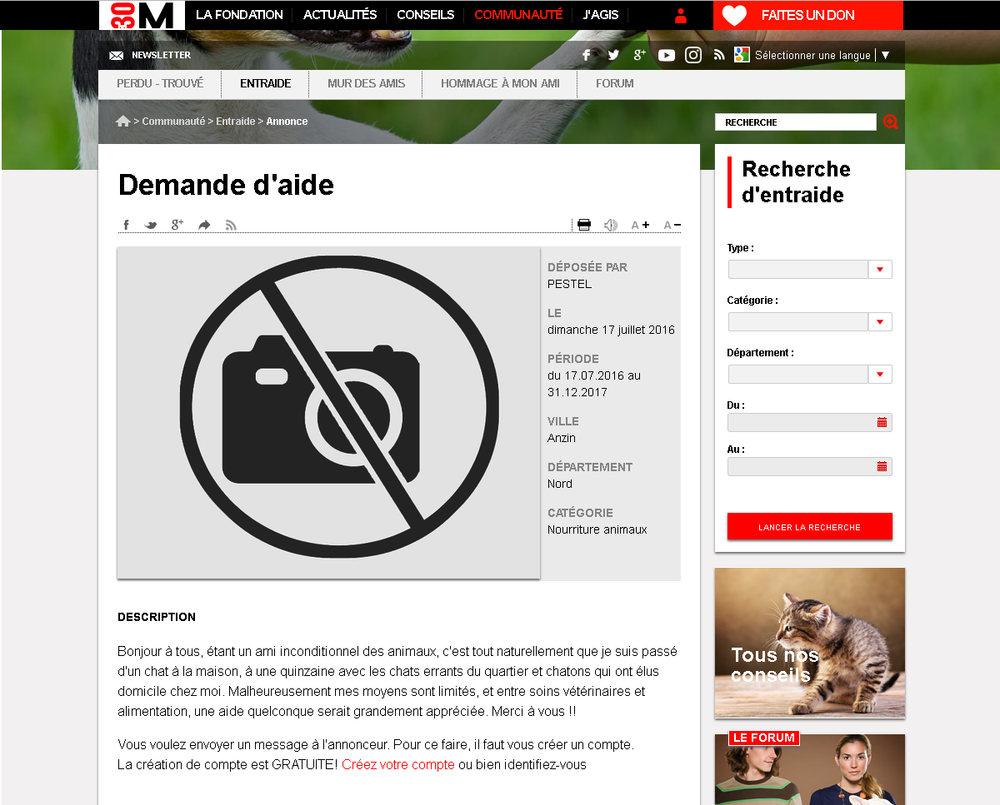 30 M
LA FONDATION
ACTUALITÉS
CONSEILS
COMMUNAUTÉ
J'AGIS
FAITES UN DON
NEWSLETTER
Sélectionner une langue | ▼
PERDU - TROUVÉ
ENTRAIDE
MUR DES AMIS
HOMMAGE À MON AMI
FORUM
> Communauté > Entraide > Annonce
RECHERCHE
Demande d'aide
A +
A −
DÉPOSÉE PAR
PESTEL
LE
dimanche 17 juillet 2016
PÉRIODE
du 17.07.2016 au
31.12.2017
VILLE
Anzin
DÉPARTEMENT
Nord
CATÉGORIE
Nourriture animaux
DESCRIPTION
Bonjour à tous, étant un ami inconditionnel des animaux, c'est tout naturellement que je suis passé
d'un chat à la maison, à une quinzaine avec les chats errants du quartier et chatons qui ont élus
domicile chez moi. Malheureusement mes moyens sont limités, et entre soins vétérinaires et
alimentation, une aide quelconque serait grandement appréciée. Merci à vous !!
Vous voulez envoyer un message à l'annonceur. Pour ce faire, il faut vous créer un compte.
La création de compte est GRATUITE! Créez votre compte ou bien identifiez-vous
Recherche
d'entraide
Type :
Catégorie :
Département :
Du :
Au :
LANCER LA RECHERCHE
Tous nos
conseils
LE FORUM